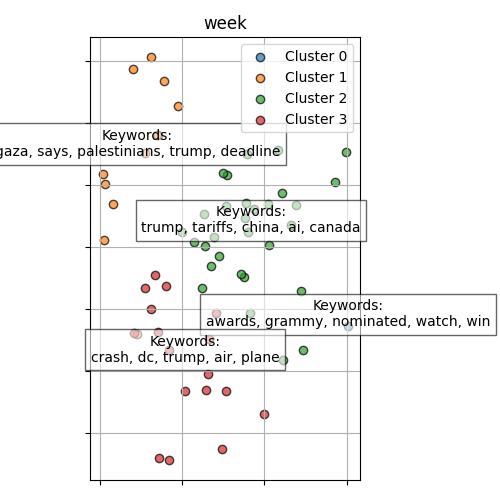 week
Cluster 0
Cluster 1
Cluster 2
Cluster 3
Keywords:
gaza, says, palestinians, trump, deadline
Keywords:
trump, tariffs, china, ai, canada
Keywords:
awards, grammy, nominated, watch, win
Keywords:
crash, dc, trump, air, plane